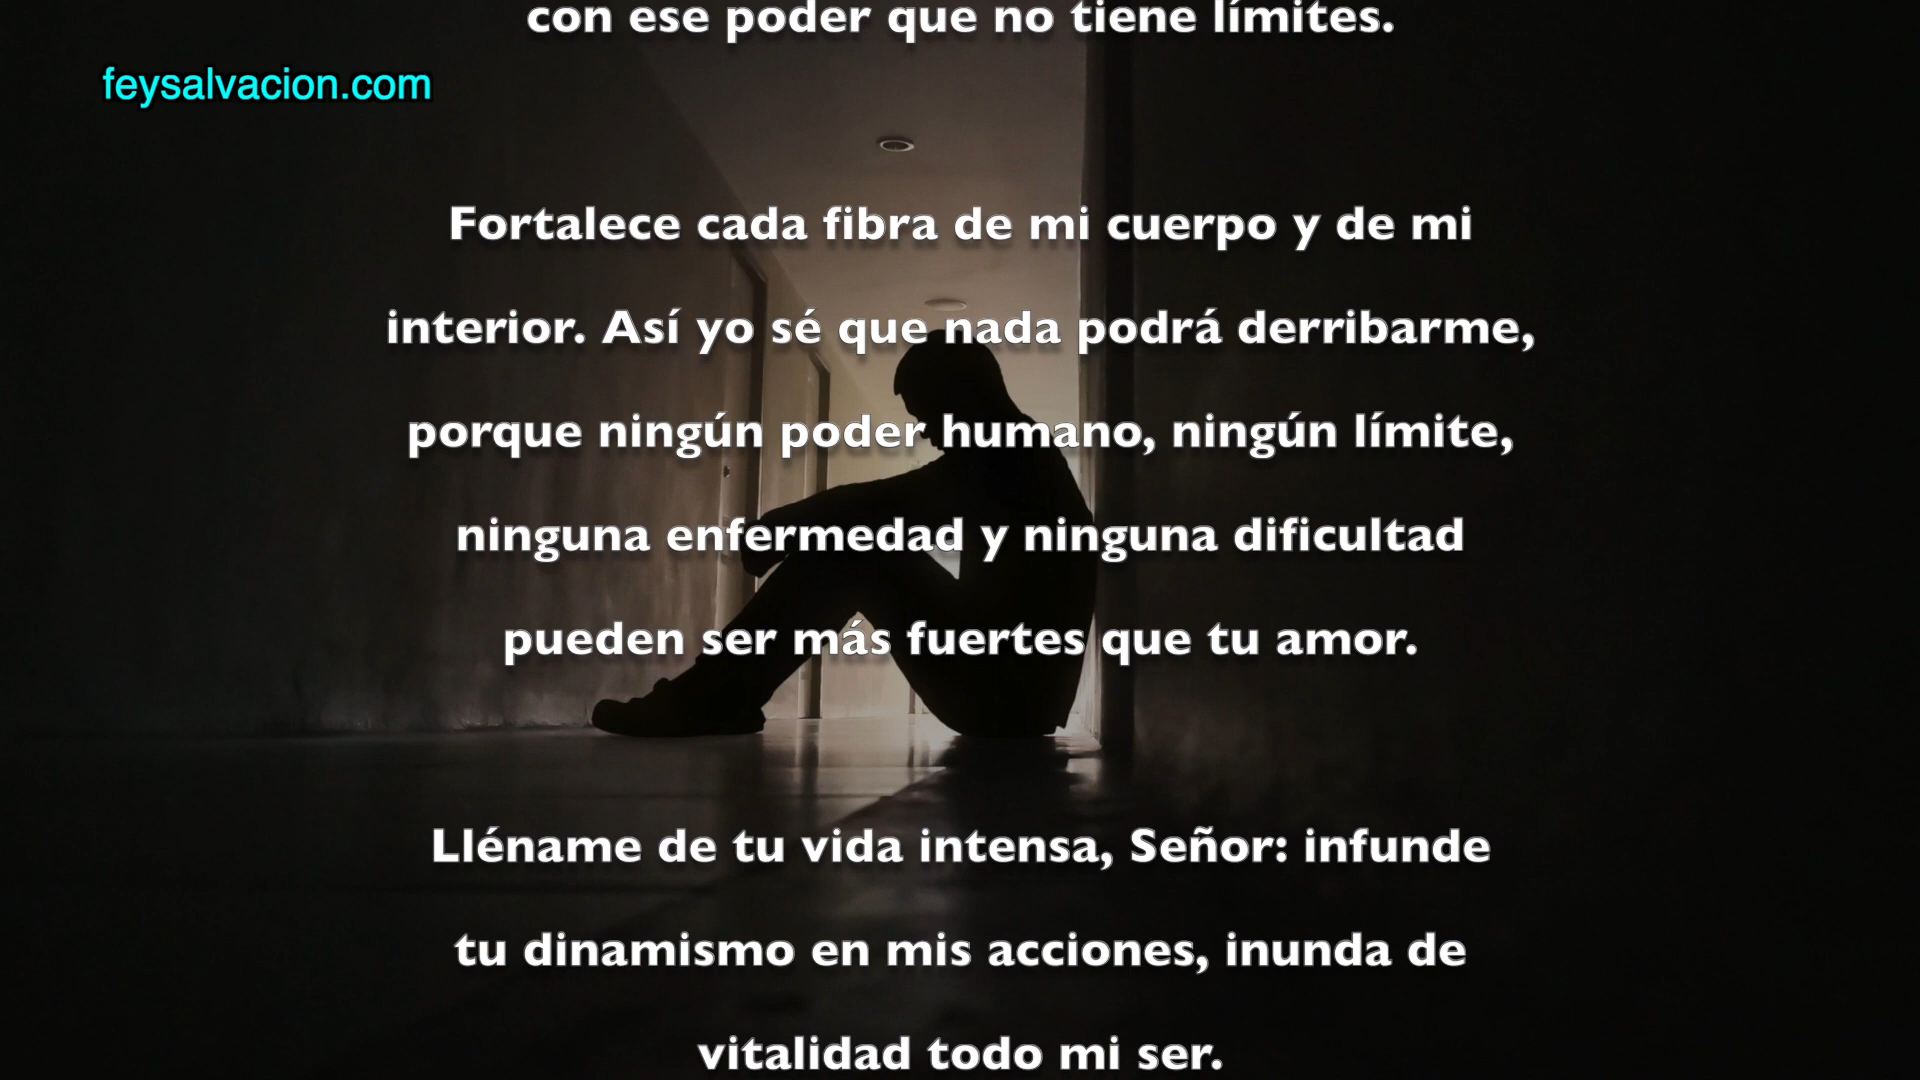 con ese poder que no tiene límites.
feysalvacion.com
Fortalece cada fibra de mi cuerpo y de mi
interior. Así yo sé que nada podrá derribarme,
porque ningún poder humano, ningún límite,
ninguna enfermedad y ninguna dificultad
pueden ser más fuertes que tu amor.
Lléname de tu vida intensa, Señor: infunde
tu dinamismo en mis acciones, inunda de
vitalidad todo mi ser.